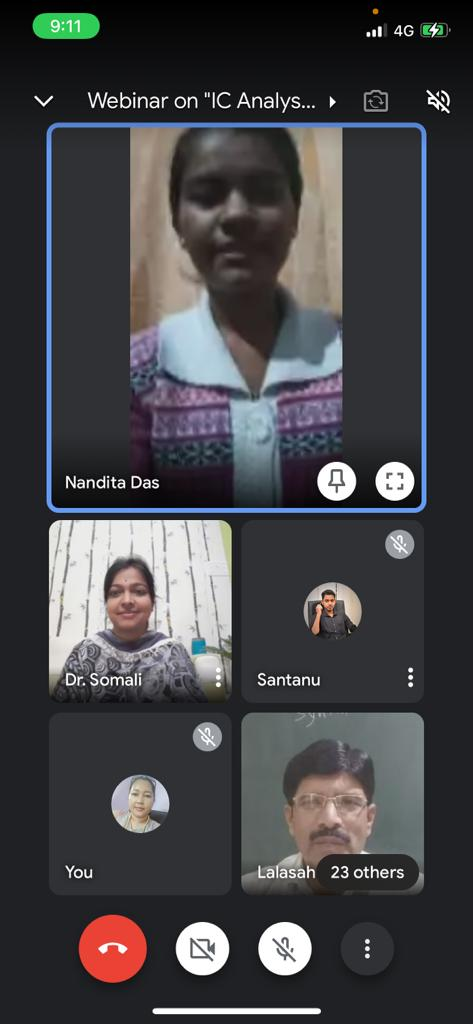 9:11
4G
Webinar on "IC Analys...
Nandita Das
Dr. Somali
Santanu
You
Lalasah
23 others